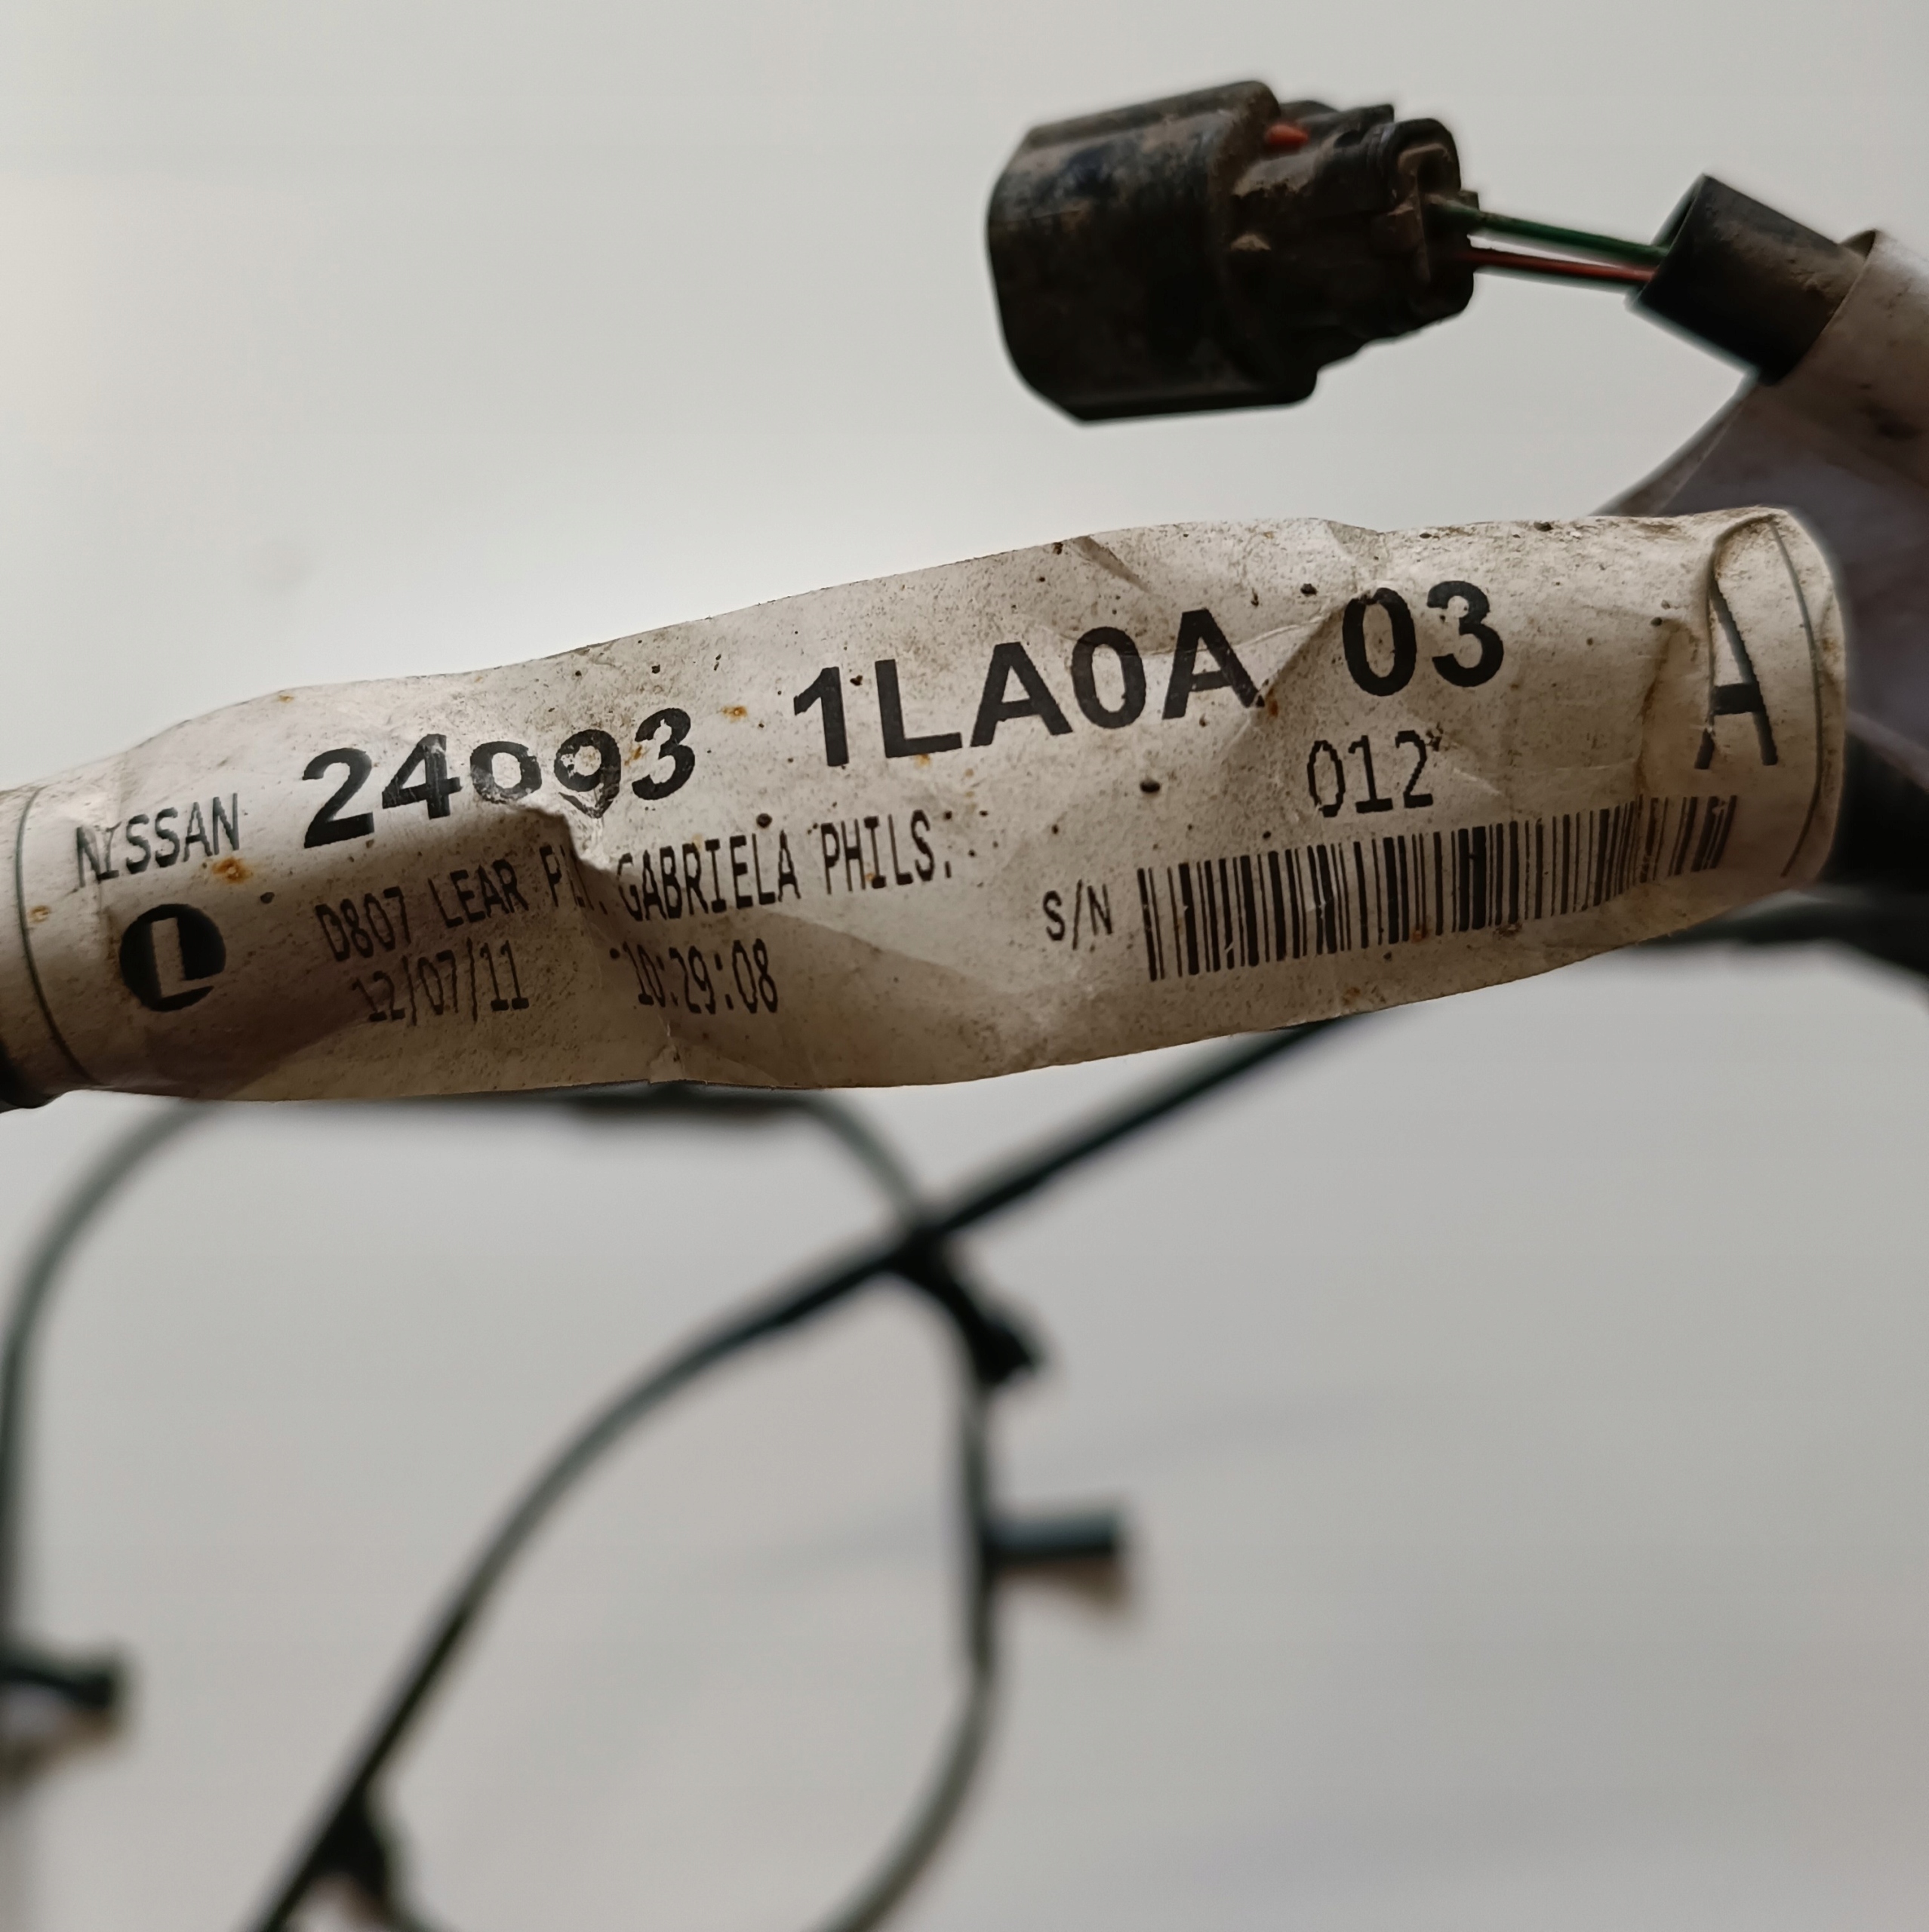 NISSAN 24093 1LA0A 03 A
012
D807 LEAR GABRIELA PHILS.
S/N
12/07/11 10:29:08
L